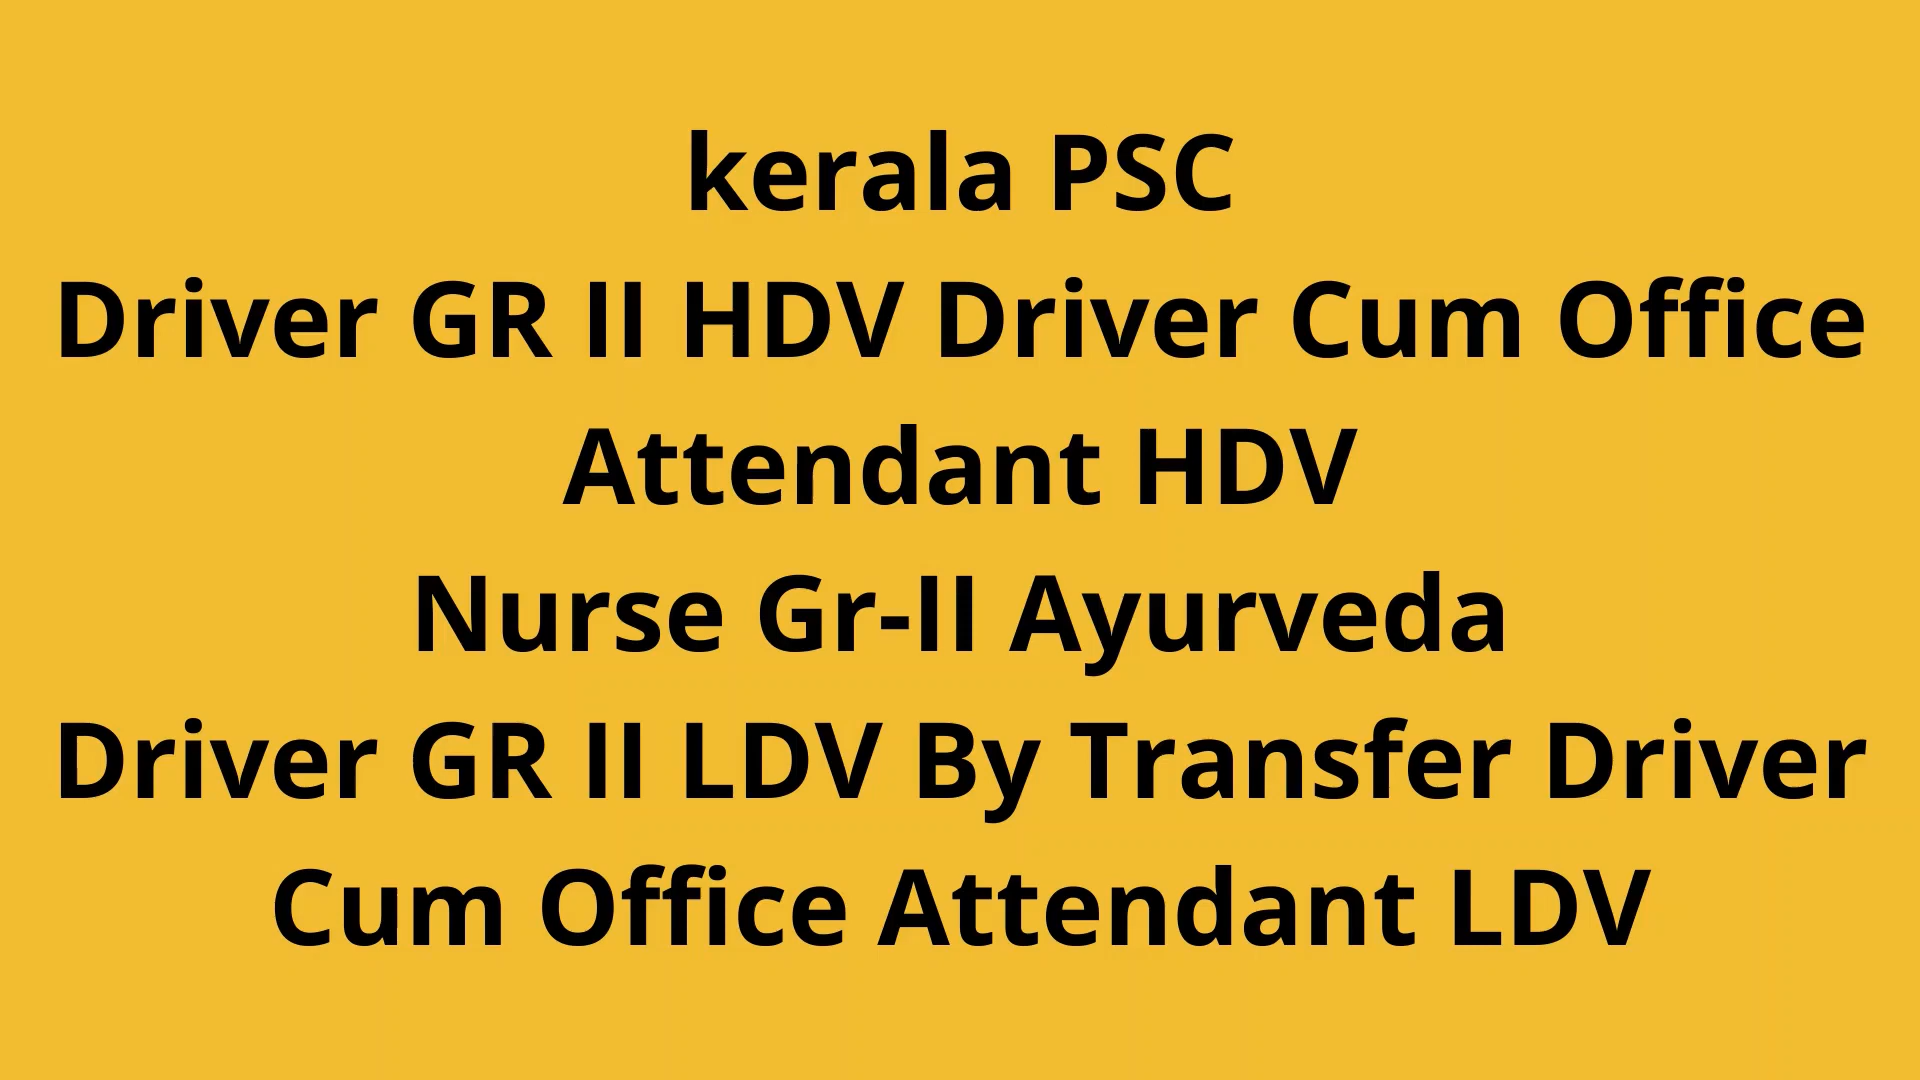 kerala PSC
Driver GR II HDV Driver Cum Office
Attendant HDV
Nurse Gr-II Ayurveda
Driver GR II LDV By Transfer Driver
Cum Office Attendant LDV